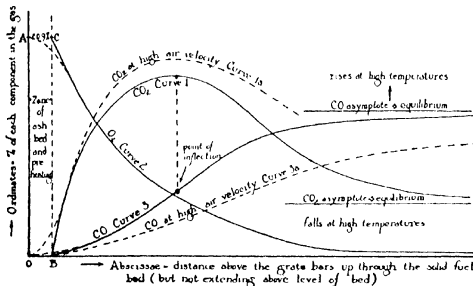 Ordinates = % of each component in the gas
A
20.9%
C
Zone
of
ash
bed
and
pre
heating
CO₂ at high air velocity Curve 1a
CO₂ Curve 1
O₂ Curve 2
CO Curve 3
CO at high air velocity Curve 3a
point of
inflection
rises at high temperatures
CO asymptote = equilibrium
CO₂ asymptote = equilibrium
falls at high temperatures
O
B
Abscissae - distance above the grate bars up through the solid fuel
bed (but not extending above level of bed)